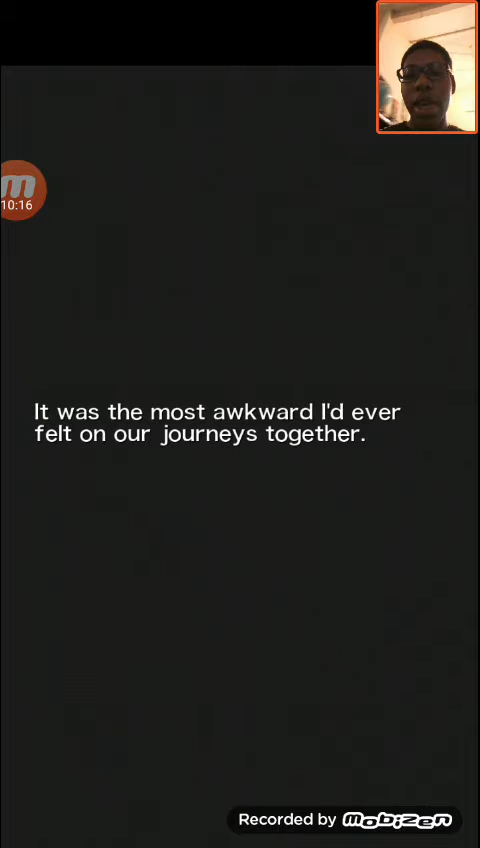 m
10:16
It was the most awkward I'd ever
felt on our journeys together.
Recorded by mobizen